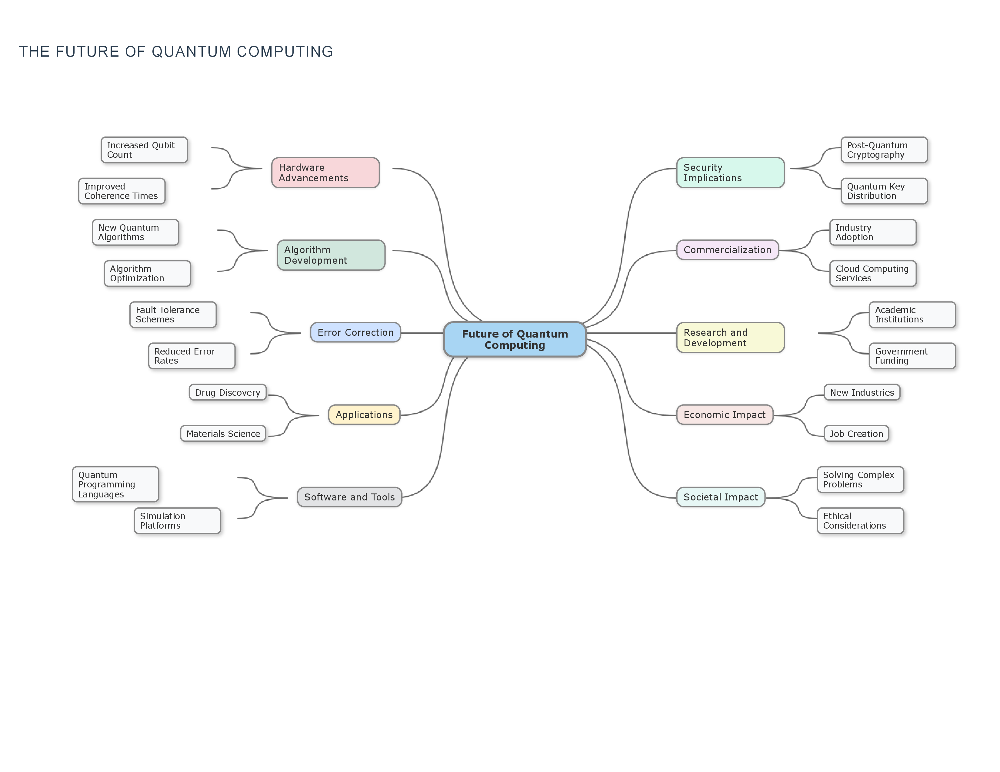 THE FUTURE OF QUANTUM COMPUTING
Increased Qubit
Count
Improved
Coherence Times
Hardware
Advancements
New Quantum
Algorithms
Algorithm
Optimization
Algorithm
Development
Fault Tolerance
Schemes
Reduced Error
Rates
Error Correction
Drug Discovery
Materials Science
Applications
Quantum
Programming
Languages
Simulation
Platforms
Software and Tools
Future of Quantum
Computing
Security
Implications
Post-Quantum
Cryptography
Quantum Key
Distribution
Commercialization
Industry
Adoption
Cloud Computing
Services
Research and
Development
Academic
Institutions
Government
Funding
Economic Impact
New Industries
Job Creation
Societal Impact
Solving Complex
Problems
Ethical
Considerations